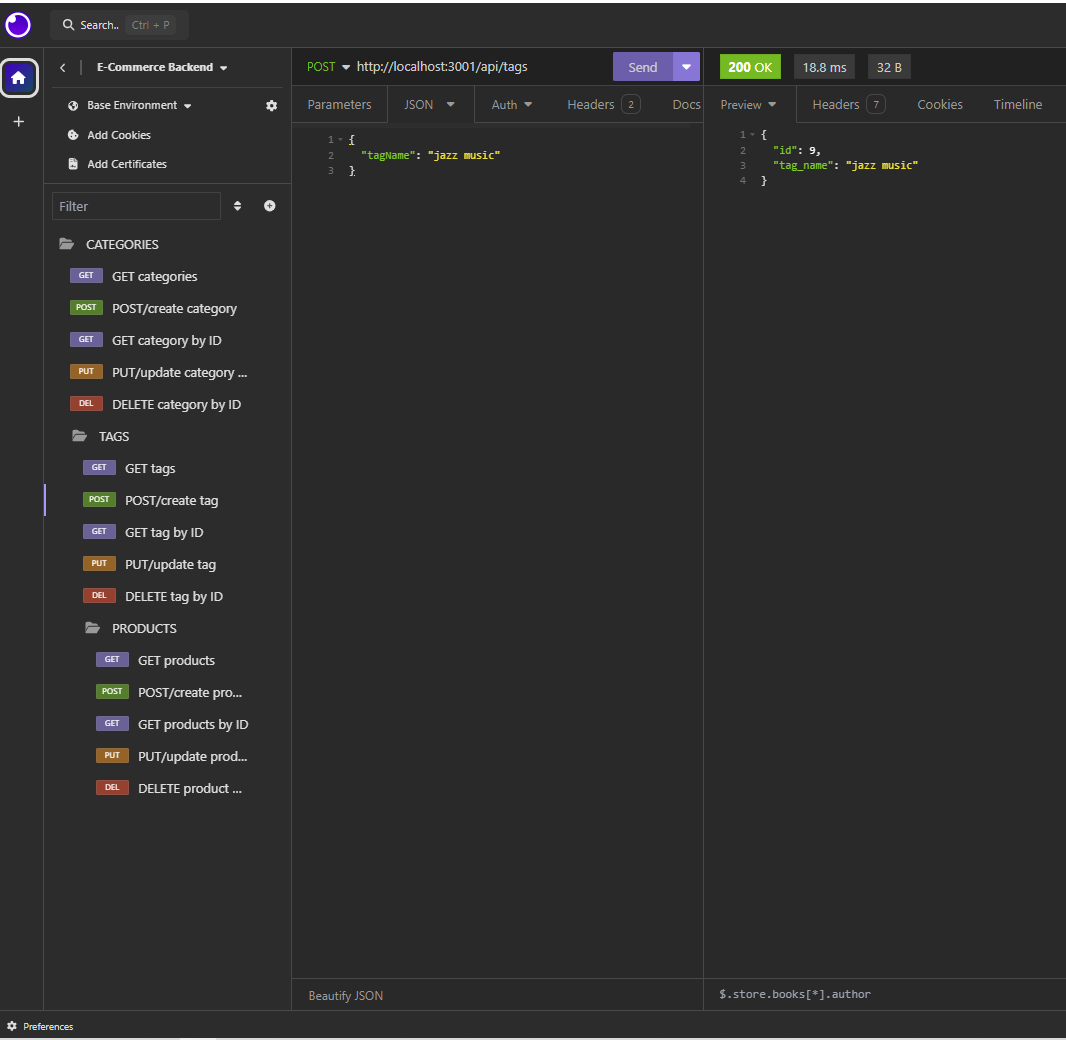 Search.. Ctrl + P
E-Commerce Backend
Base Environment
Add Cookies
Add Certificates
Filter
CATEGORIES
GET GET categories
POST POST/create category
GET GET category by ID
PUT PUT/update category ...
DEL DELETE category by ID
TAGS
GET GET tags
POST POST/create tag
GET GET tag by ID
PUT PUT/update tag
DEL DELETE tag by ID
PRODUCTS
GET GET products
POST POST/create pro...
GET GET products by ID
PUT PUT/update prod...
DEL DELETE product ...
POST http://localhost:3001/api/tags Send
Parameters JSON Auth Headers 2 Docs
1 {
2 "tagName": "jazz music"
3 }
Beautify JSON
200 OK 18.8 ms 32 B
Preview Headers 7 Cookies Timeline
1 {
2 "id": 9,
3 "tag_name": "jazz music"
4 }
$.store.books[*].author
Preferences